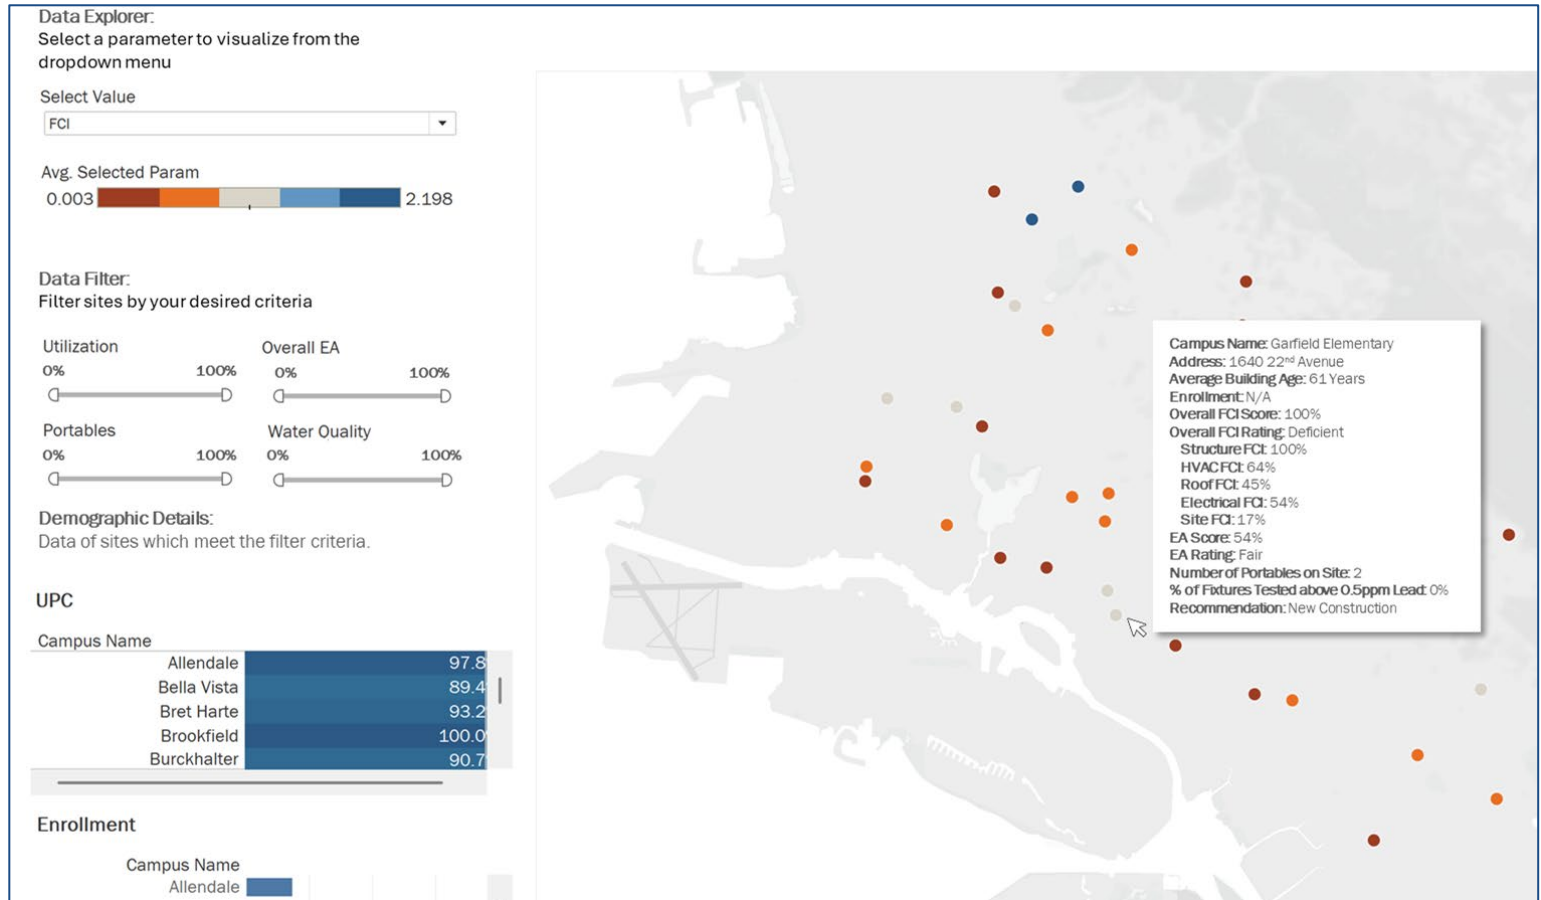 Data Explorer:
Select a parameter to visualize from the
dropdown menu
Select Value
FCI
Avg. Selected Param
0.003 2.198
Data Filter:
Filter sites by your desired criteria
Utilization Overall EA
0% 100% 0% 100%
Portables Water Quality
0% 100% 0% 100%
Demographic Details:
Data of sites which meet the filter criteria.
UPC
Campus Name
Allendale 97.8
Bella Vista 89.4
Bret Harte 93.2
Brookfield 100.0
Burckhalter 90.7
Enrollment
Campus Name
Allendale
Campus Name: Garfield Elementary
Address: 1640 22nd Avenue
Average Building Age: 61 Years
Enrollment: N/A
Overall FCI Score: 100%
Overall FCI Rating: Deficient
Structure FCI: 100%
HVAC FCI: 64%
Roof FCI: 45%
Electrical FCI: 54%
Site FCI: 17%
EA Score: 54%
EA Rating: Fair
Number of Portables on Site: 2
% of Fixtures Tested above 0.5ppm Lead: 0%
Recommendation: New Construction